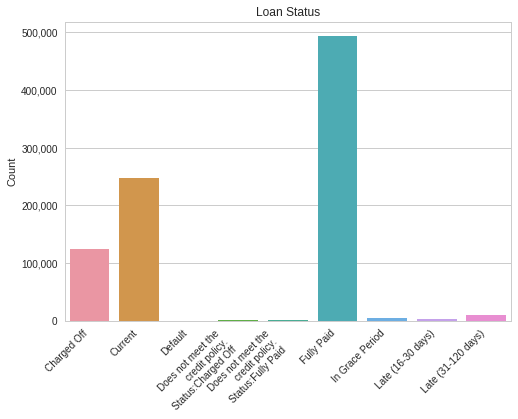 Loan Status
Count
500,000
400,000
300,000
200,000
100,000
0
Charged Off
Current
Default
Does not meet the
credit policy.
Status:Charged Off
Does not meet the
credit policy.
Status:Fully Paid
Fully Paid
In Grace Period
Late (16-30 days)
Late (31-120 days)